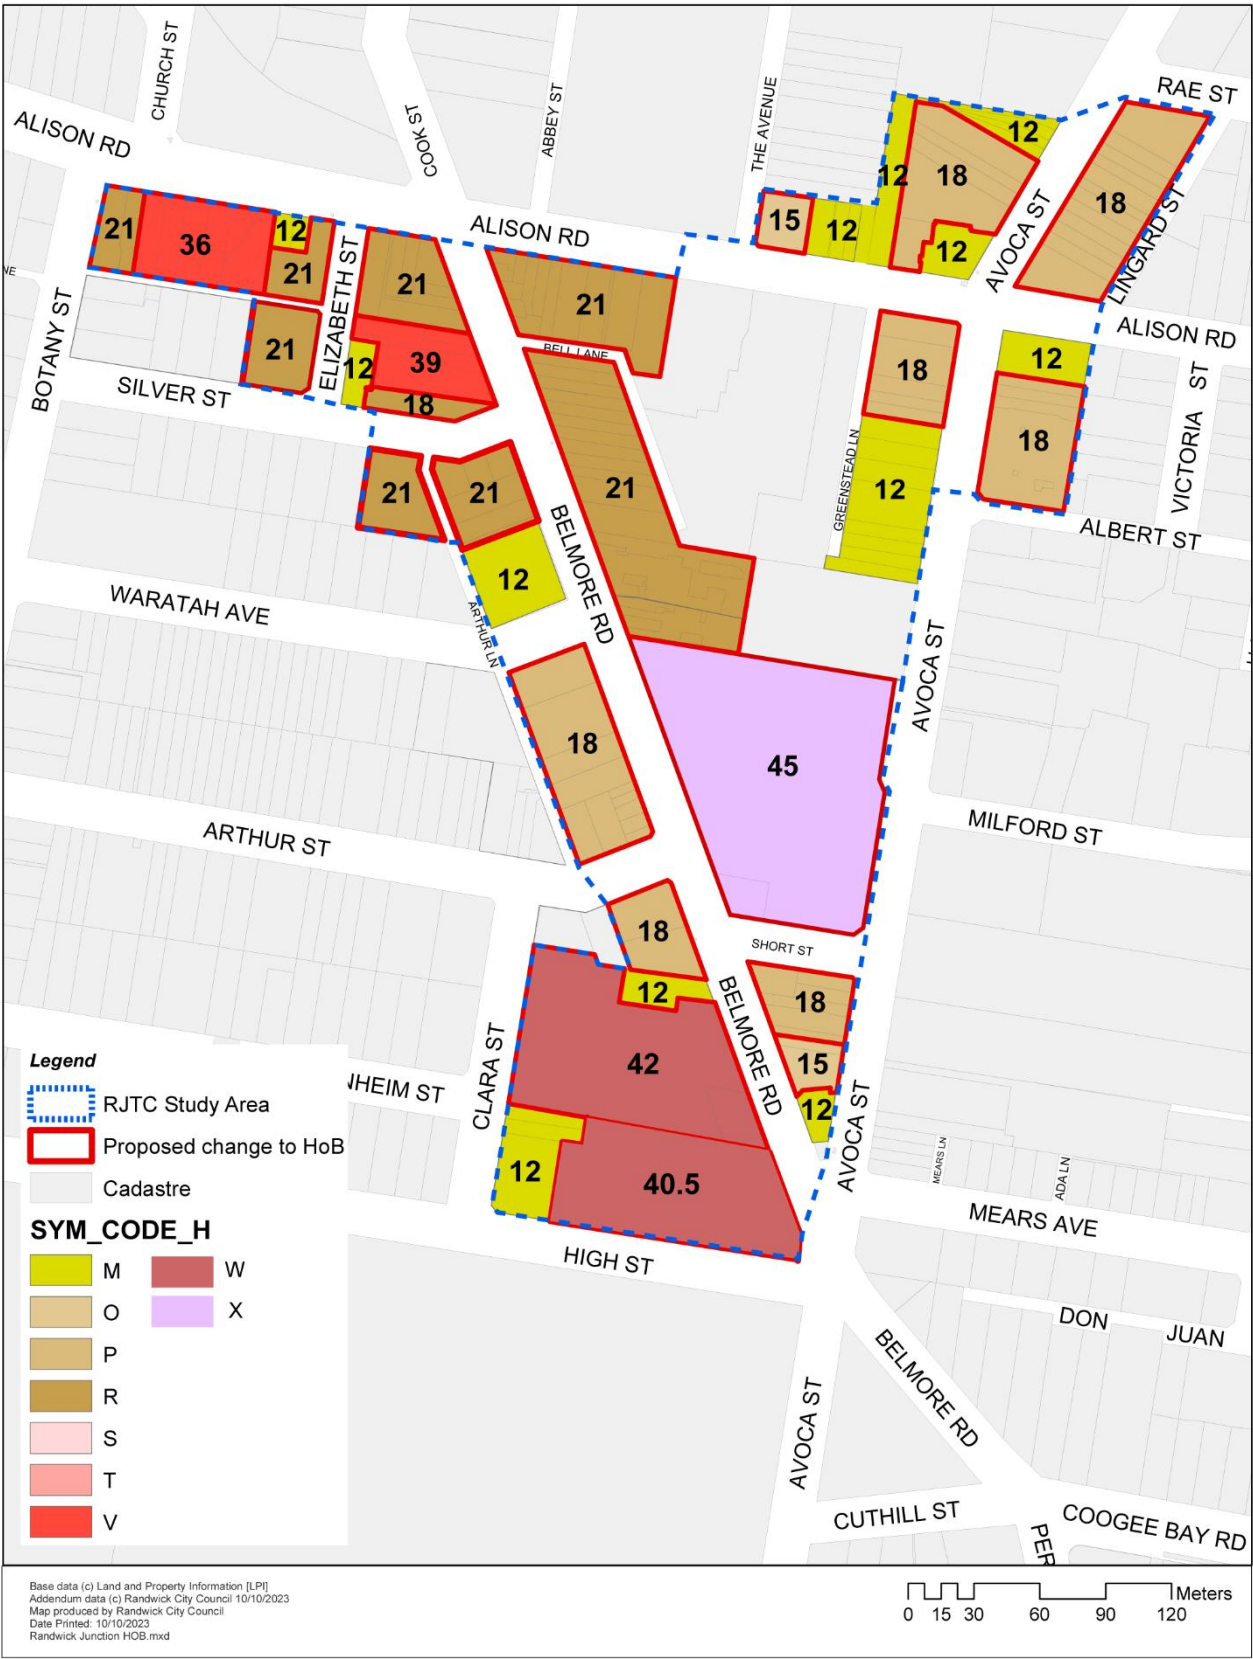 CHURCH ST
RAE ST
THE AVENUE
ABBEY ST
COOK ST
ALISON RD
12
18
12
18
LINGARD ST
AVOCA ST
21
36
12
21
ELIZABETH ST
21
ALISON RD
15
12
12
NE
BOTANY ST
21
21
BELL LANE
ALISON RD
12
39
18
18
12
VICTORIA ST
SILVER ST
18
21
21
21
GREENSTEAD LN
12
ALBERT ST
BELMORE RD
12
WARATAH AVE
ARTHUR LN
AVOCA ST
18
45
ARTHUR ST
MILFORD ST
18
SHORT ST
12
BELMORE RD
18
42
15
12
CLARA ST
AVOCA ST
NHEIM ST
12
40.5
MEARS LN
ADA LN
MEARS AVE
HIGH ST
DON JUAN
BELMORE RD
AVOCA ST
CUTHILL ST
COOGEE BAY RD
PER
Legend
RJTC Study Area
Proposed change to HoB
Cadastre
SYM_CODE_H
M
O
P
R
S
T
V
W
X
Base data (c) Land and Property Information [LPI]
Addendum data (c) Randwick City Council 10/10/2023
Map produced by Randwick City Council
Date Printed: 10/10/2023
Randwick Junction HOB.mxd
Meters
0 15 30 60 90 120